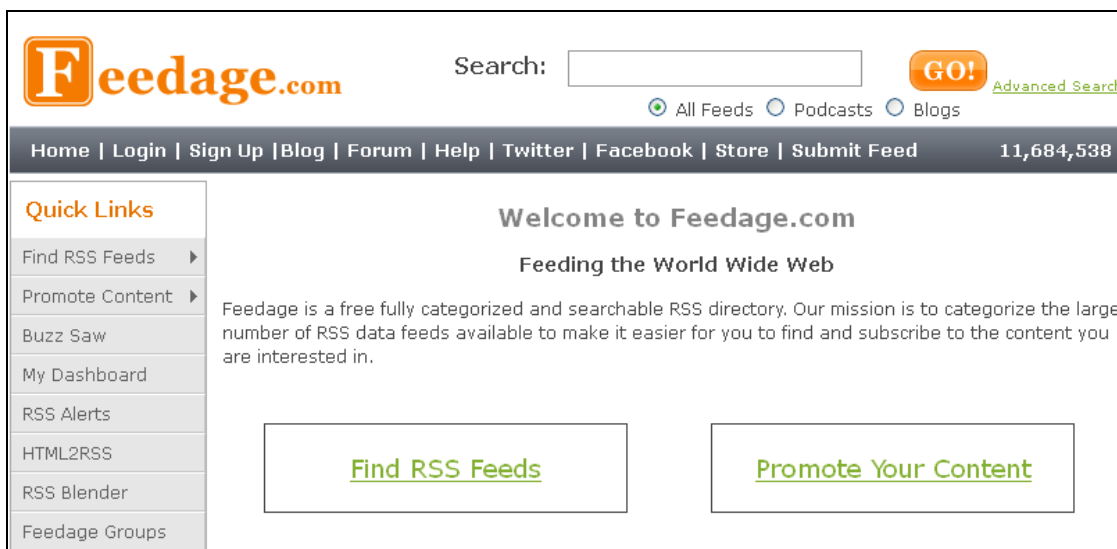 Feedage.com
Search:
GO!
Advanced Search
All Feeds Podcasts Blogs
Home | Login | Sign Up |Blog | Forum | Help | Twitter | Facebook | Store | Submit Feed 11,684,538
Quick Links
Find RSS Feeds
Promote Content
Buzz Saw
My Dashboard
RSS Alerts
HTML2RSS
RSS Blender
Feedage Groups
Welcome to Feedage.com
Feeding the World Wide Web
Feedage is a free fully categorized and searchable RSS directory. Our mission is to categorize the large
number of RSS data feeds available to make it easier for you to find and subscribe to the content you
are interested in.
Find RSS Feeds
Promote Your Content